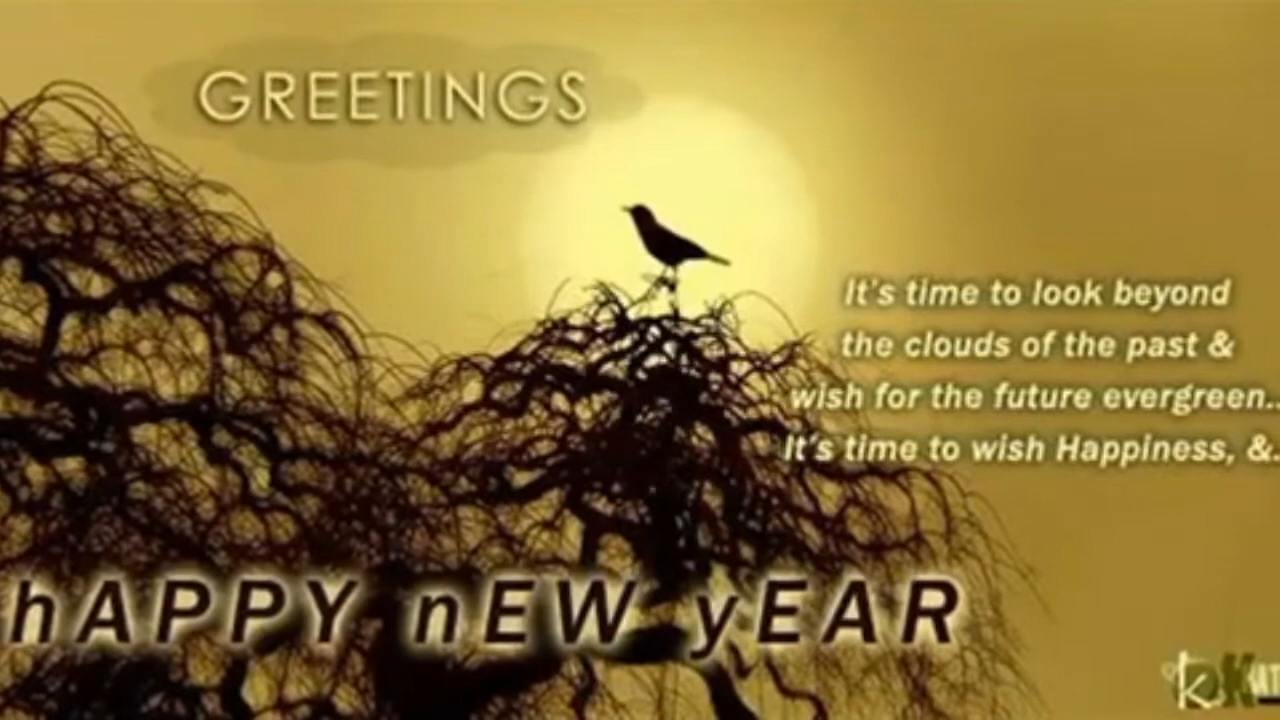 GREETINGS
It's time to look beyond
the clouds of the past &
wish for the future evergreen..
It's time to wish Happiness, &.
hAPPY nEW yEAR